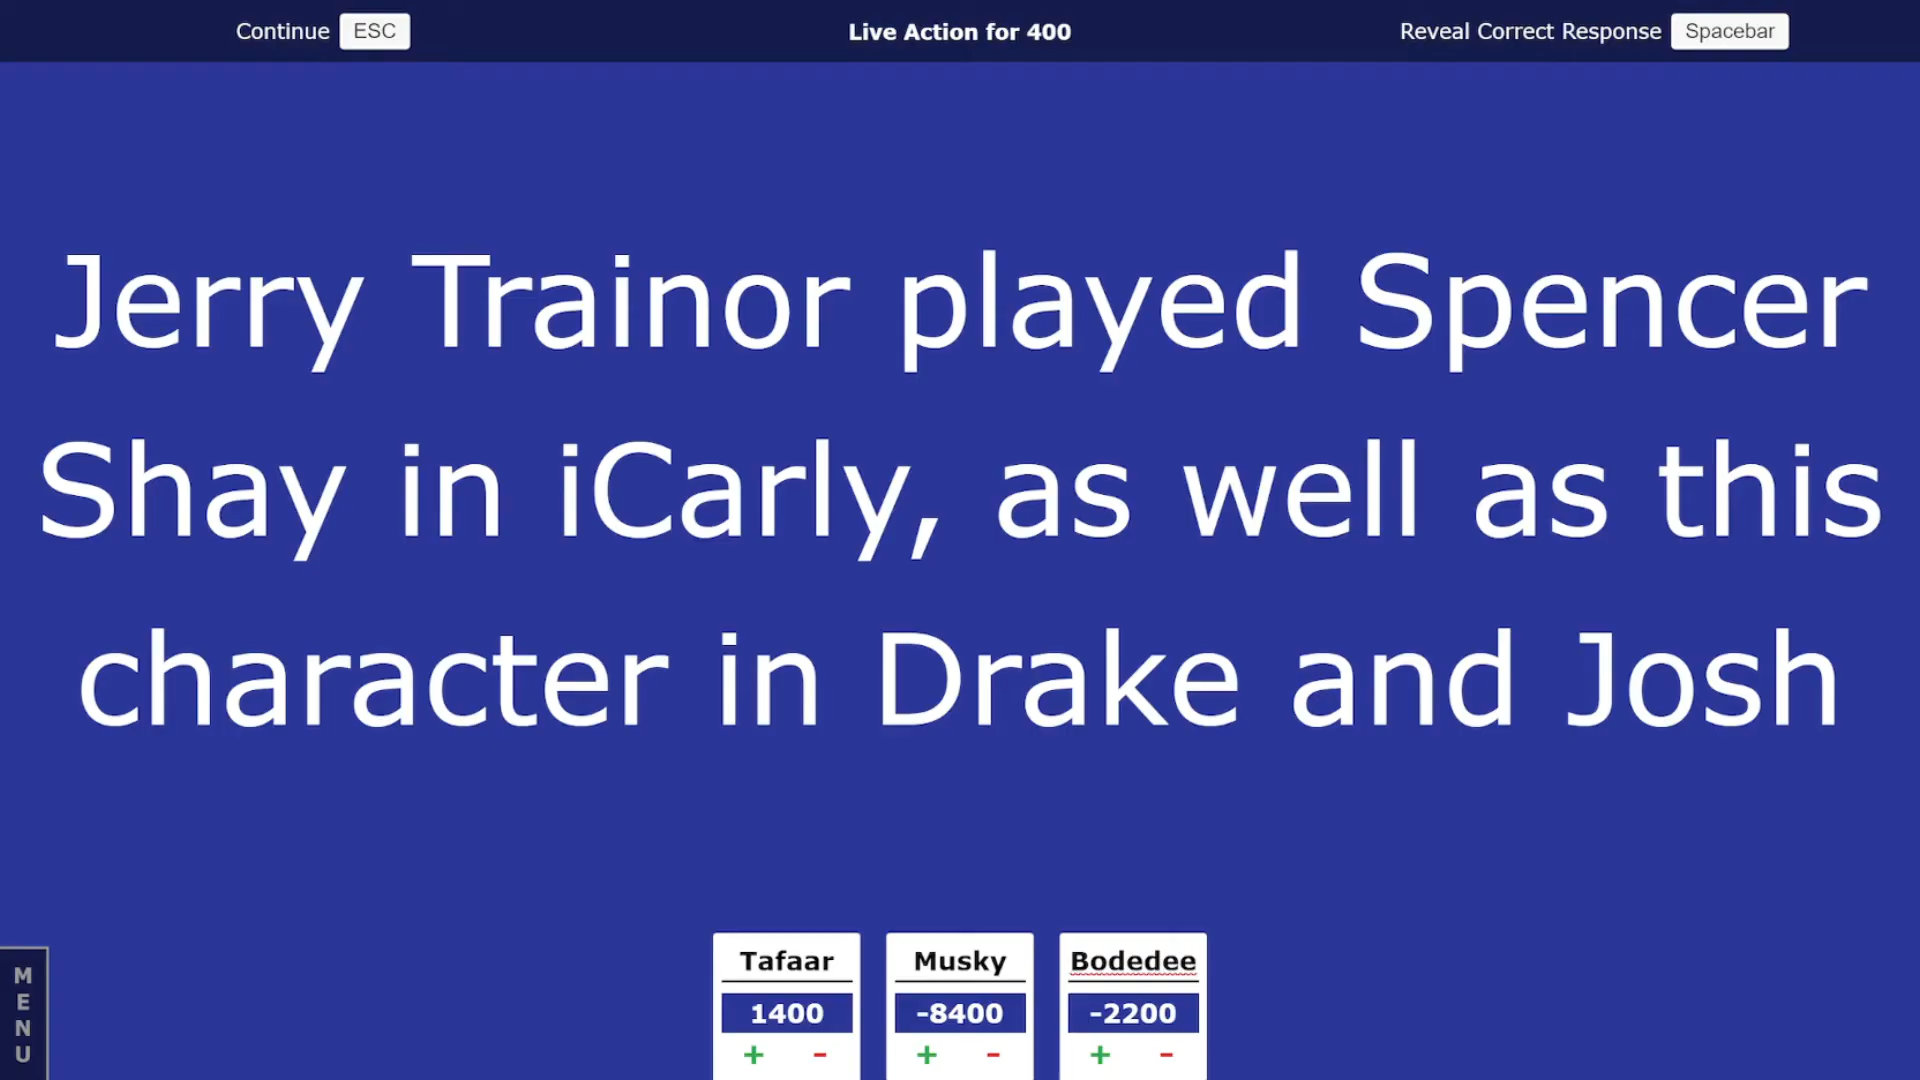 Continue ESC
Live Action for 400
Reveal Correct Response Spacebar
Jerry Trainor played Spencer
Shay in iCarly, as well as this
character in Drake and Josh
MENU
Tafaar Musky Bodedee
1400 -8400 -2200
+ - + - + -